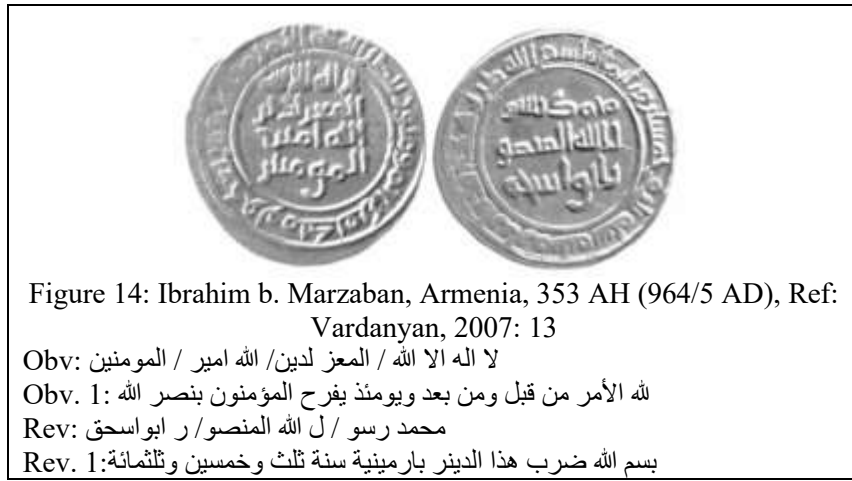 Figure 14: Ibrahim b. Marzaban, Armenia, 353 AH (964/5 AD), Ref:
Vardanyan, 2007: 13
Obv: لا اله الا الله / المعز لدين/ الله امير / المومنين
Obv. 1: لله الأمر من قبل ومن بعد ويومئذ يفرح المؤمنون بنصر الله
Rev: محمد رسو / ل الله المنصو/ ر ابواسحق
Rev. 1:بسم الله ضرب هذا الدينر بارمينية سنة ثلث وخمسين وثلثمائة